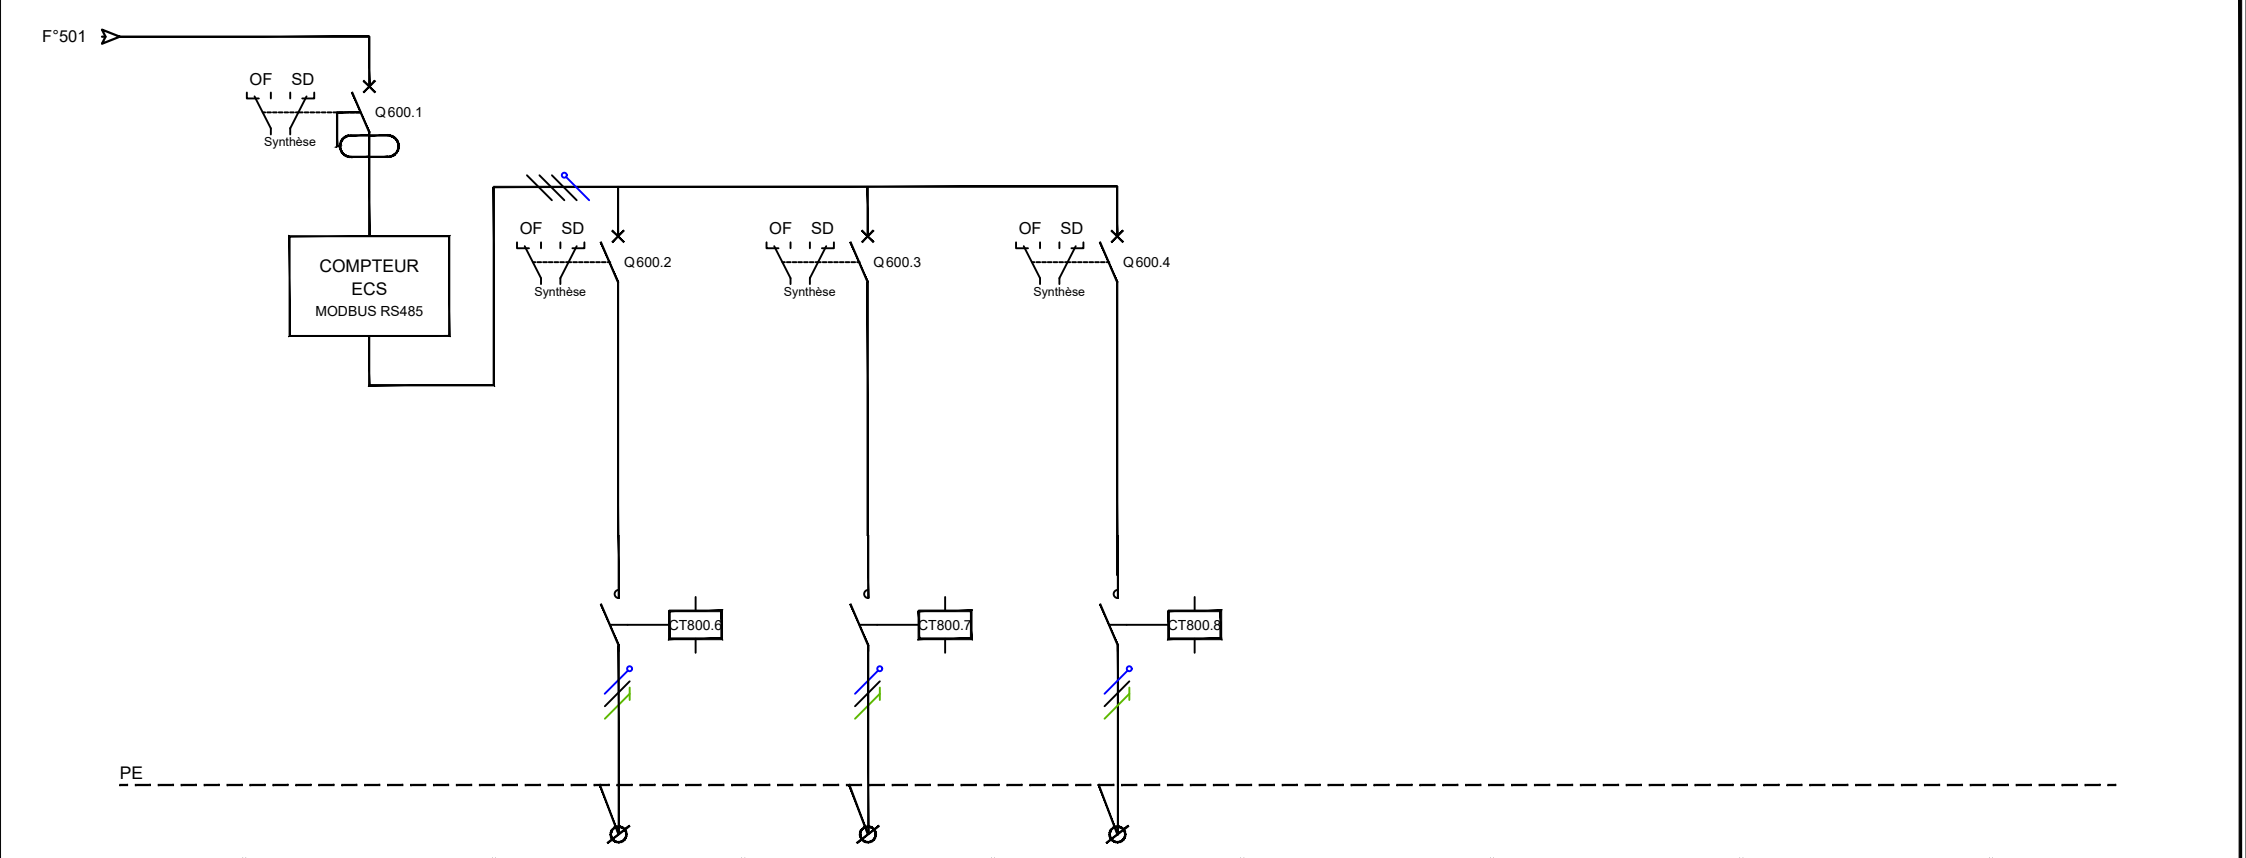 F°501
OF SD
Q600.1
Synthèse
COMPTEUR
ECS
MODBUS RS485
OF SD
Q600.2
Synthèse
OF SD
Q600.3
Synthèse
OF SD
Q600.4
Synthèse
CT800.6
CT800.7
CT800.8
PE